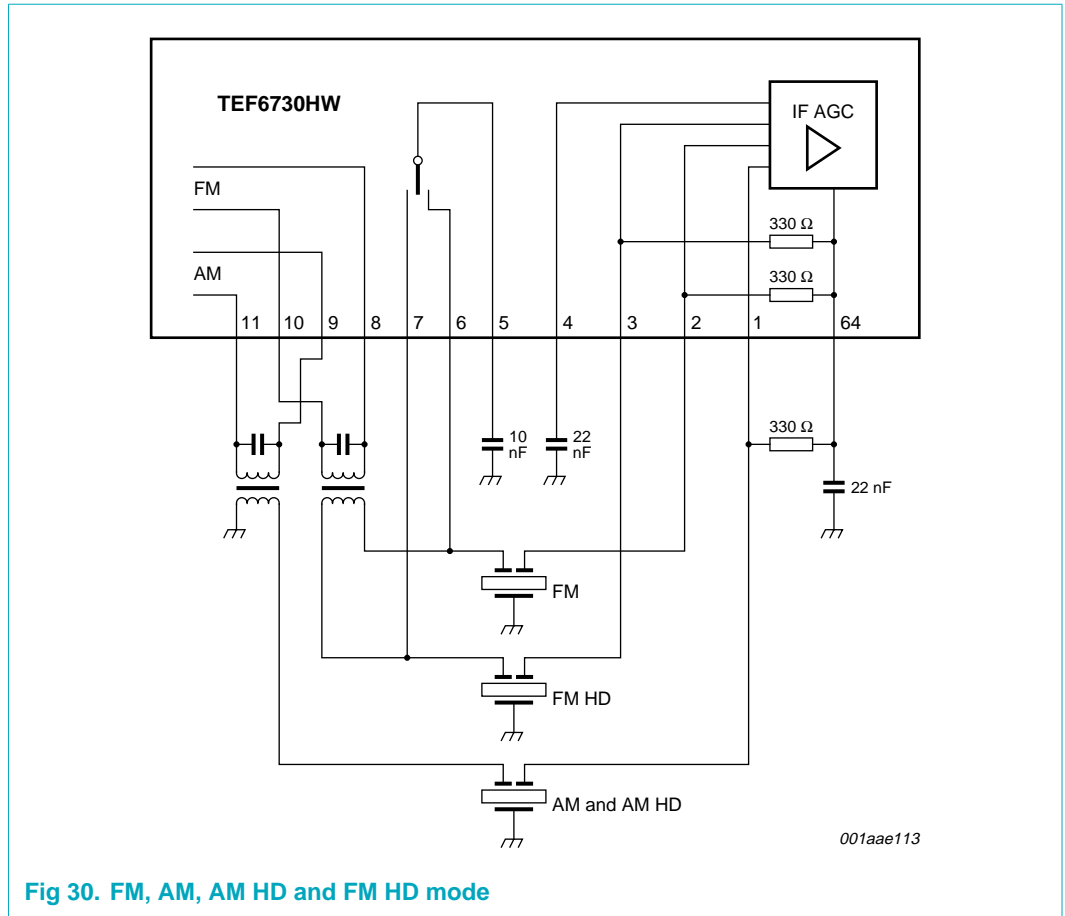 TEF6730HW
IF AGC
FM
AM
330 Ω
330 Ω
11 10 9 8 7 6 5 4 3 2 1 64
10
nF
22
nF
330 Ω
22 nF
FM
FM HD
AM and AM HD
001aae113
Fig 30. FM, AM, AM HD and FM HD mode